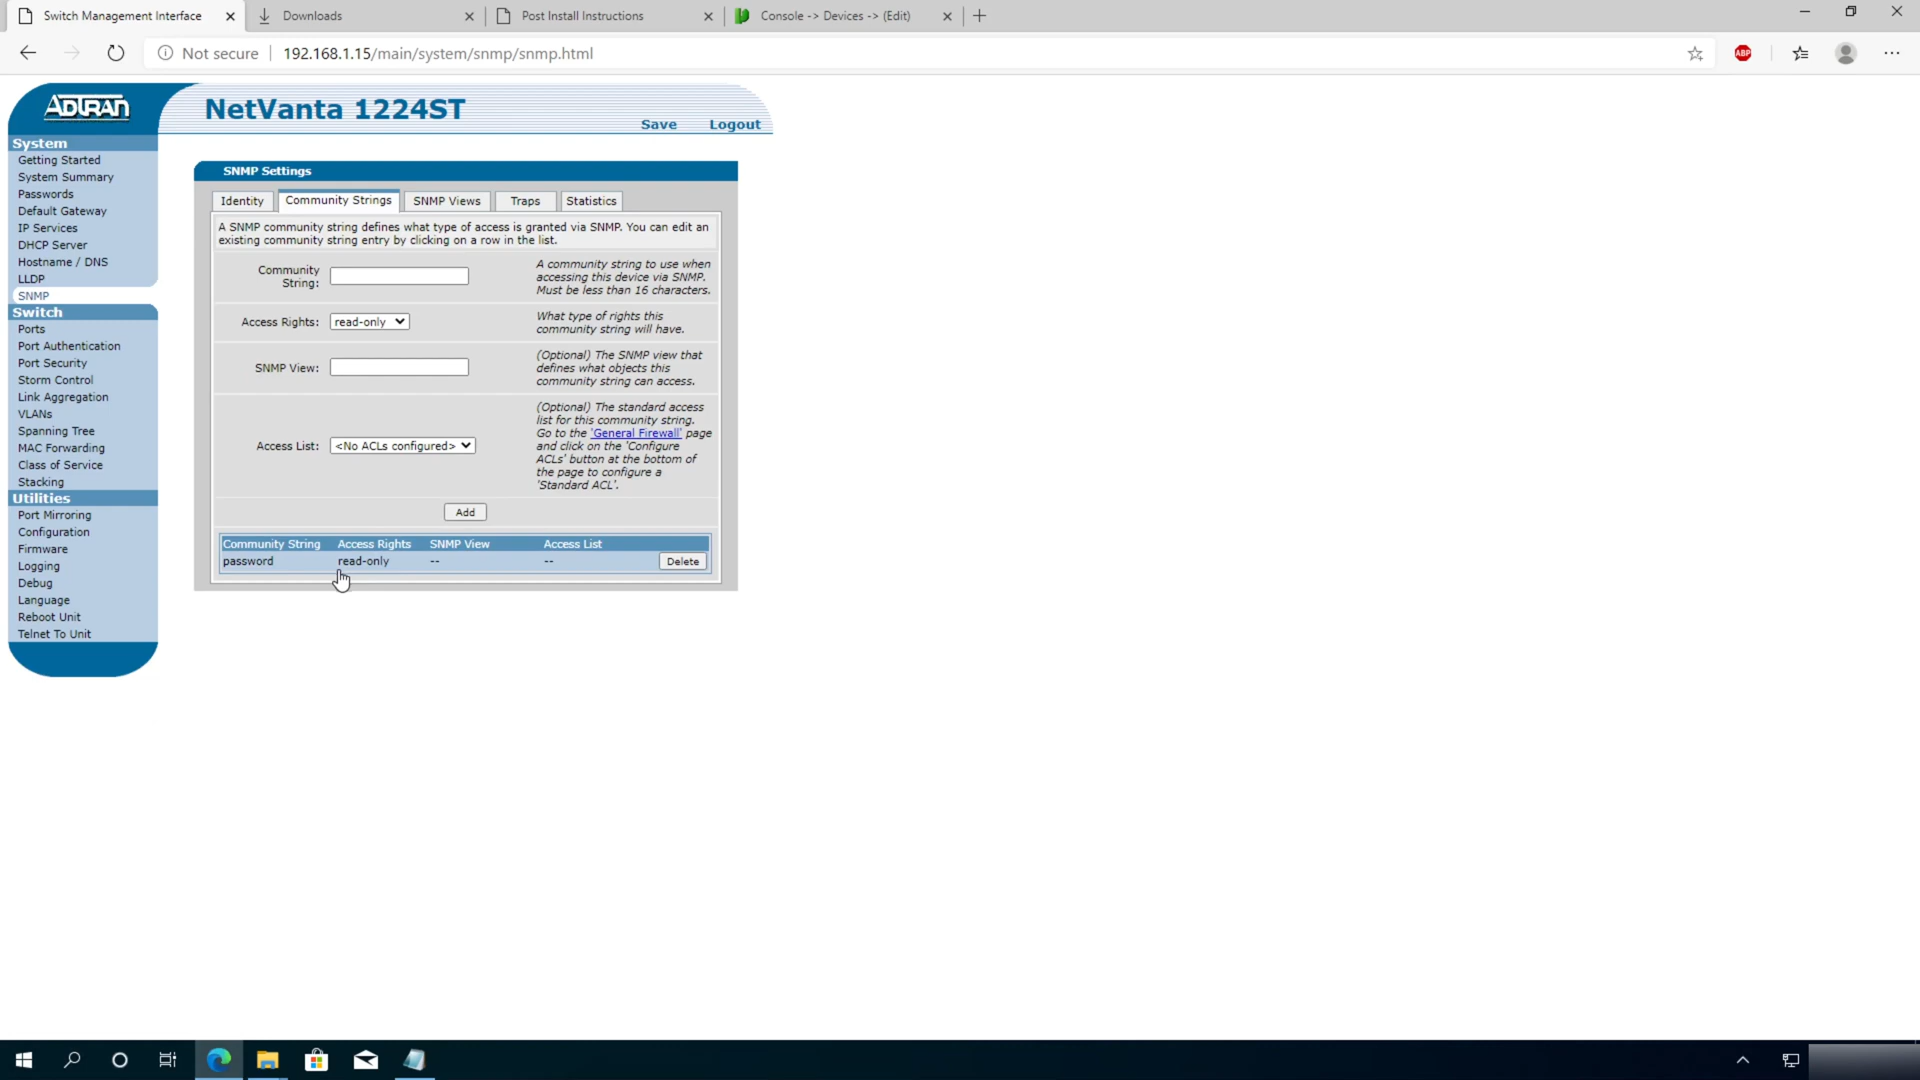 Switch Management Interface
Downloads
Post Install Instructions
Console -> Devices -> (Edit)
Not secure
192.168.1.15/main/system/snmp/snmp.html
ABP
ADTRAN
NetVanta 1224ST
Save
Logout
System
Getting Started
System Summary
Passwords
Default Gateway
IP Services
DHCP Server
Hostname / DNS
LLDP
SNMP
Switch
Ports
Port Authentication
Port Security
Storm Control
Link Aggregation
VLANs
Spanning Tree
MAC Forwarding
Class of Service
Stacking
Utilities
Port Mirroring
Configuration
Firmware
Logging
Debug
Language
Reboot Unit
Telnet To Unit
SNMP Settings
Identity
Community Strings
SNMP Views
Traps
Statistics
A SNMP community string defines what type of access is granted via SNMP. You can edit an
existing community string entry by clicking on a row in the list.
Community
String:
A community string to use when
accessing this device via SNMP.
Must be less than 16 characters.
Access Rights:
read-only
What type of rights this
community string will have.
SNMP View:
(Optional) The SNMP view that
defines what objects this
community string can access.
Access List:
<No ACLs configured>
(Optional) The standard access
list for this community string.
Go to the 'General Firewall' page
and click on the 'Configure
ACLs' button at the bottom of
the page to configure a
'Standard ACL'.
Add
Community String Access Rights SNMP View Access List
password read-only -- -- Delete